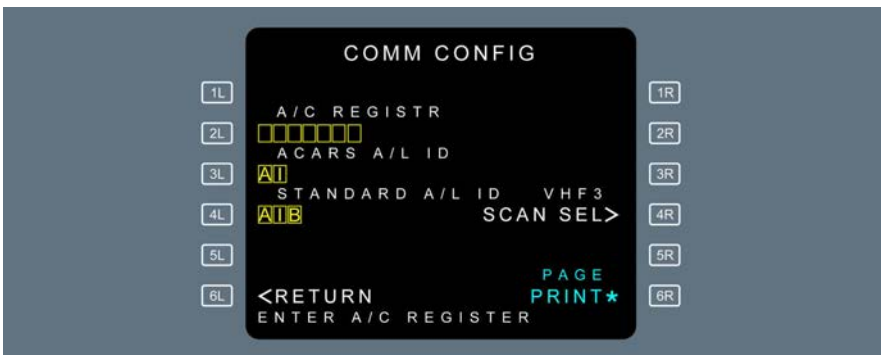 COMM CONFIG
1L 1R
A/C REGISTR
2L 2R
ACARS A/L ID
3L AI 3R
STANDARD A/L ID VHF3
4L AIB SCAN SEL> 4R
5L 5R
PAGE
6L <RETURN PRINT* 6R
ENTER A/C REGISTER